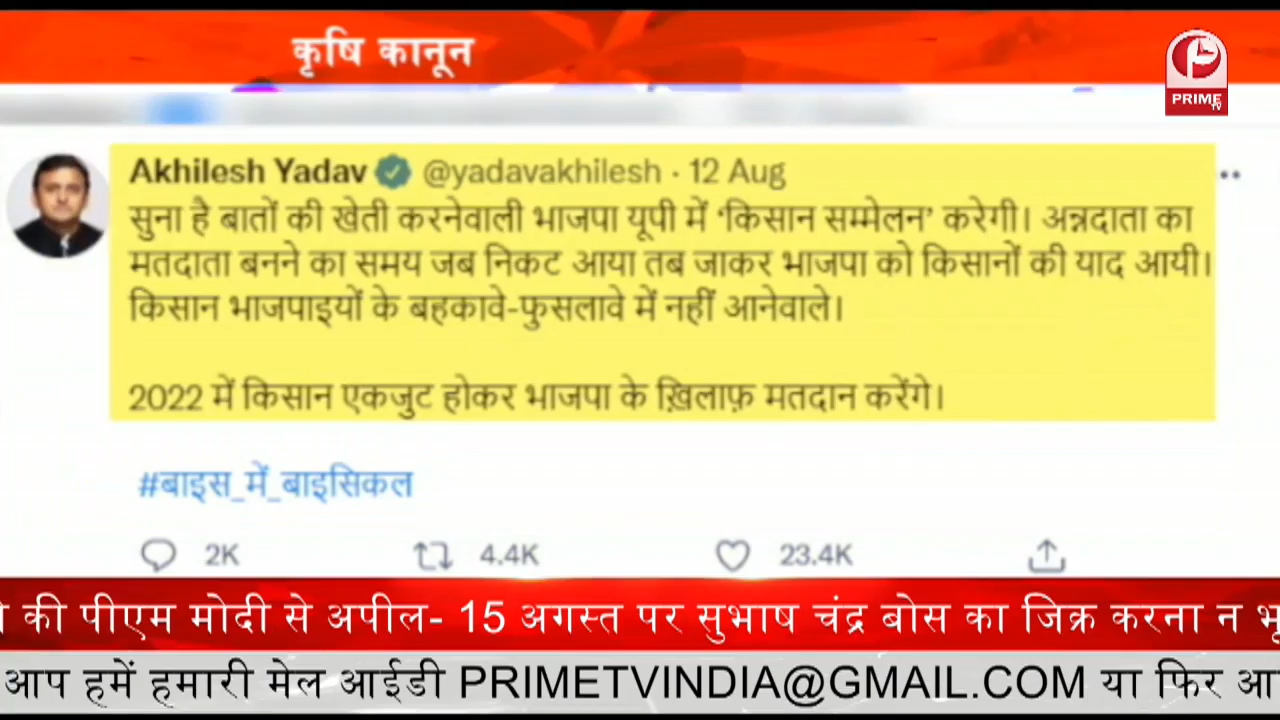 कृषि कानून
PRIME TV
Akhilesh Yadav @yadavakhilesh · 12 Aug
सुना है बातों की खेती करनेवाली भाजपा यूपी में ‘किसान सम्मेलन’ करेगी। अन्नदाता का
मतदाता बनने का समय जब निकट आया तब जाकर भाजपा को किसानों की याद आयी।
किसान भाजपाइयों के बहकावे-फुसलावे में नहीं आनेवाले।
2022 में किसान एकजुट होकर भाजपा के ख़िलाफ़ मतदान करेंगे।
#बाइस_में_बाइसिकल
2K 4.4K 23.4K
की पीएम मोदी से अपील- 15 अगस्त पर सुभाष चंद्र बोस का जिक्र करना न
आप हमें हमारी मेल आईडी PRIMETVINDIA@GMAIL.COM या फिर